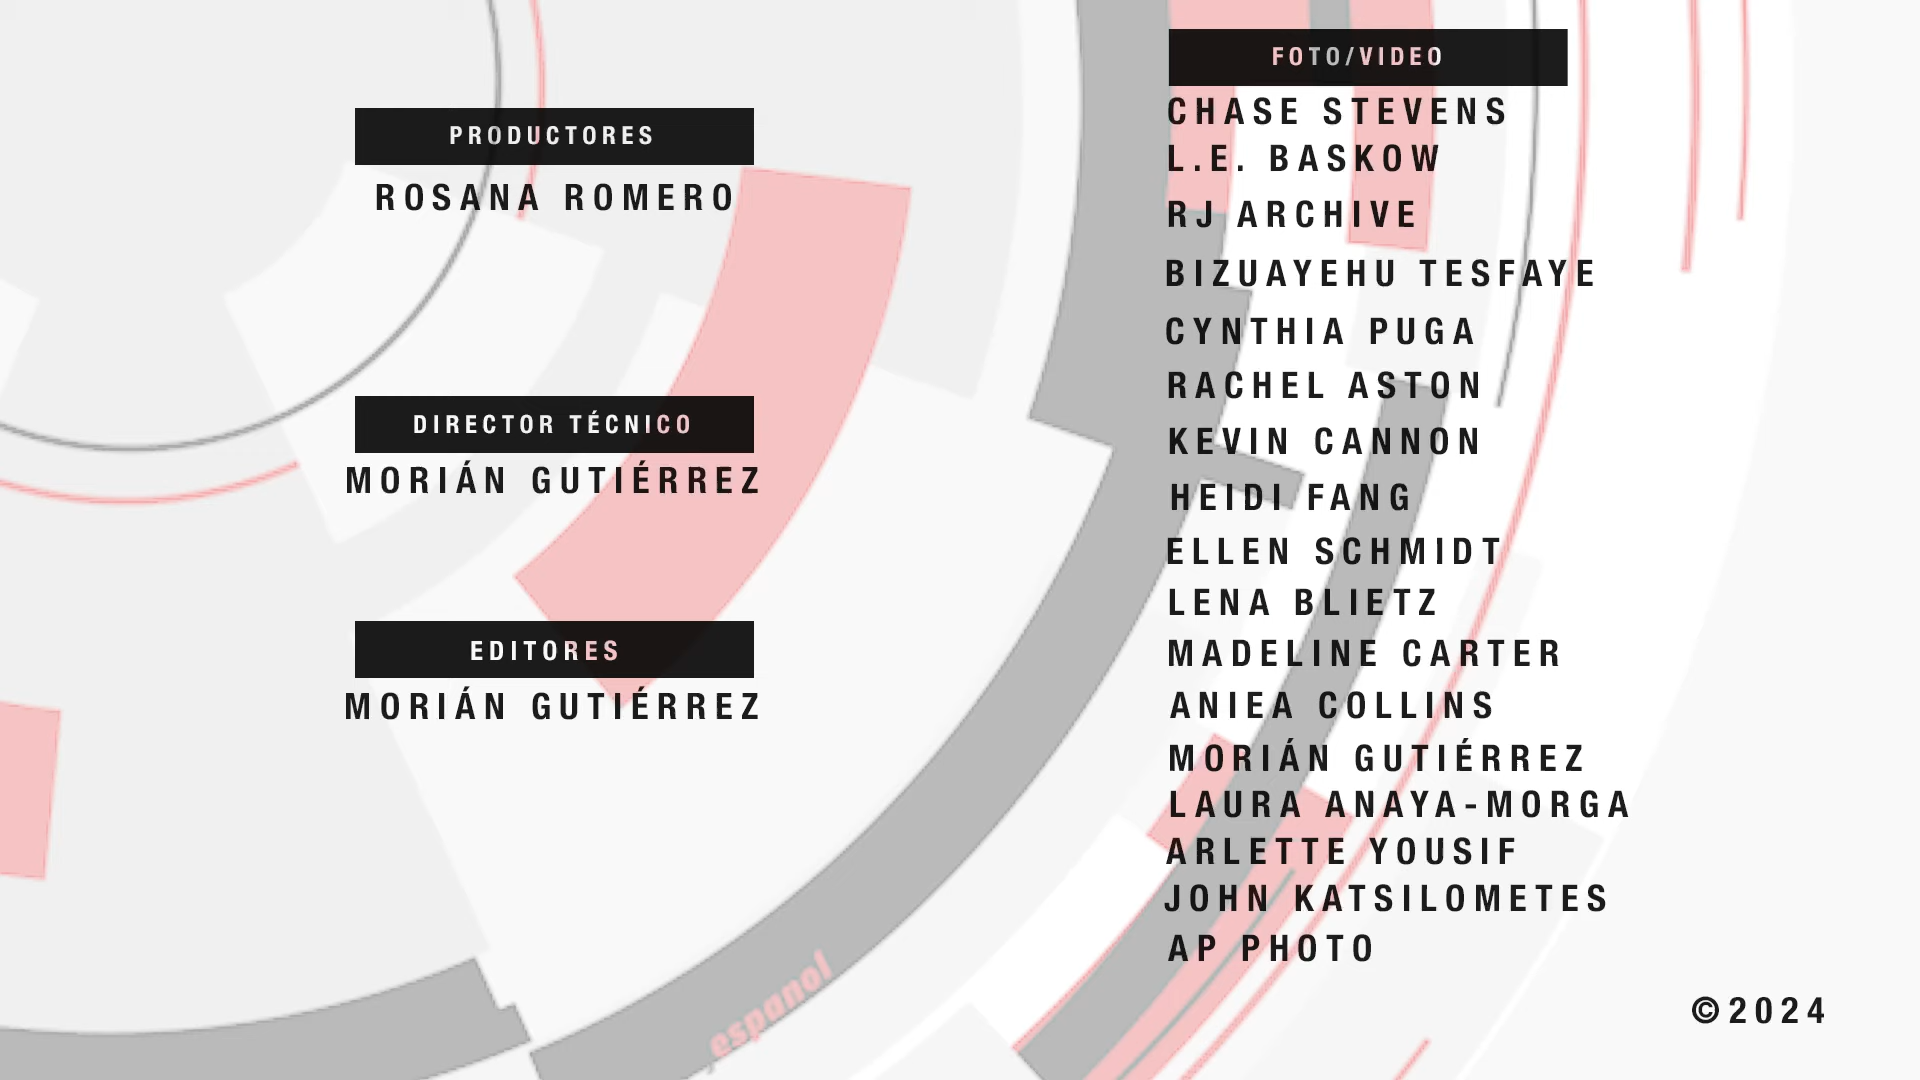 PRODUCTORES
ROSANA ROMERO
DIRECTOR TÉCNICO
MORIÁN GUTIÉRREZ
EDITORES
MORIÁN GUTIÉRREZ
FOTO/VIDEO
CHASE STEVENS
L.E. BASKOW
RJ ARCHIVE
BIZUAYEHU TESFAYE
CYNTHIA PUGA
RACHEL ASTON
KEVIN CANNON
HEIDI FANG
ELLEN SCHMIDT
LENA BLIETZ
MADELINE CARTER
ANIEA COLLINS
MORIÁN GUTIÉRREZ
LAURA ANAYA-MORGA
ARLETTE YOUSIF
JOHN KATSILOMETES
AP PHOTO
espanol
©2024